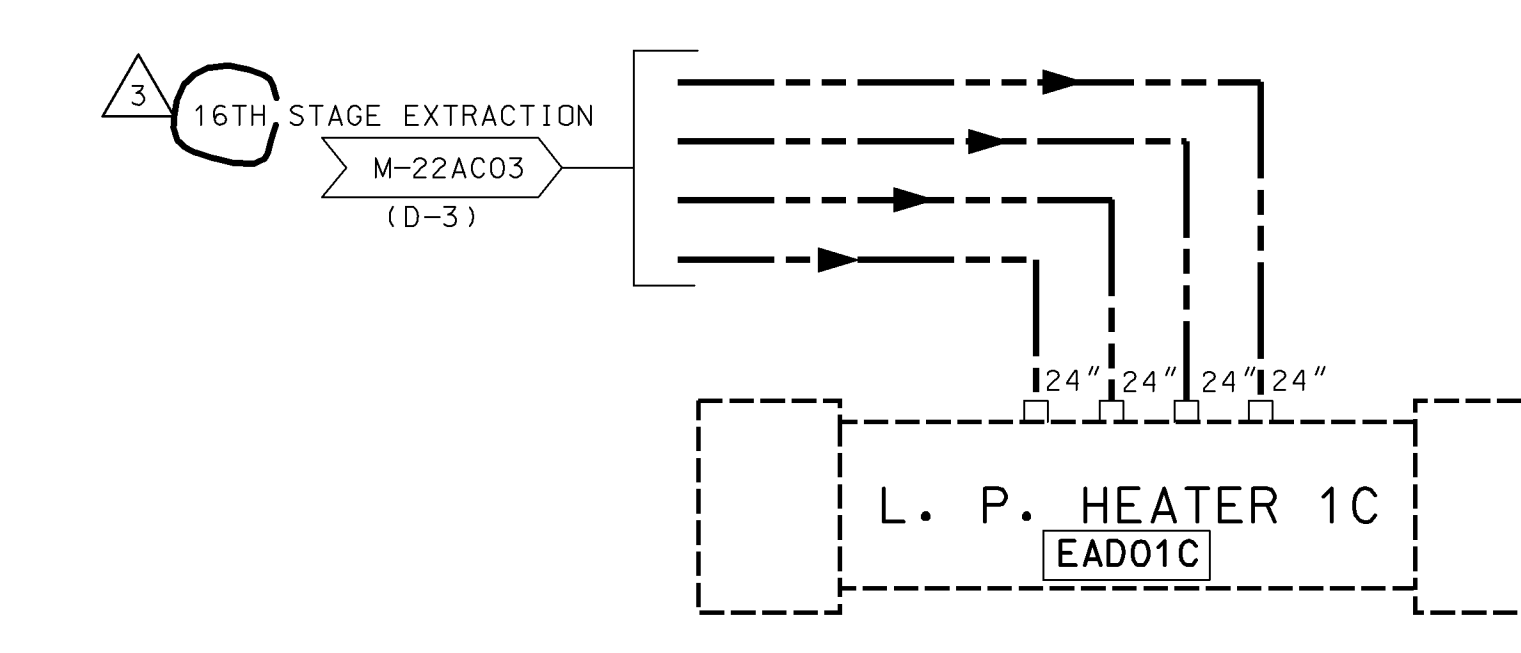 3
16TH STAGE EXTRACTION
M-22AC03
(D-3)
24" 24" 24" 24"
L. P. HEATER 1C
EAD01C